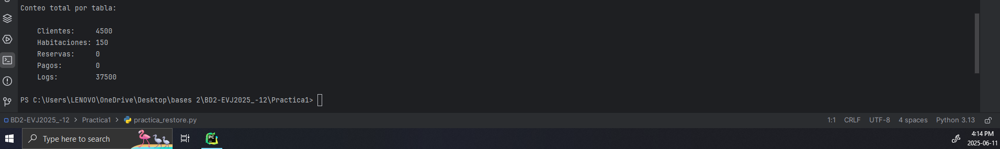 Conteo total por tabla:
Clientes: 4500
Habitaciones: 150
Reservas: 0
Pagos: 0
Logs: 37500
PS C:\Users\LENOVO\OneDrive\Desktop\bases 2\BD2-EVJ2025_-12\Practica1>
BD2-EVJ2025_-12 > Practica1 > practica_restore.py 1:1 CRLF UTF-8 4 spaces Python 3.13
Type here to search PC 4:14 PM
2025-06-11